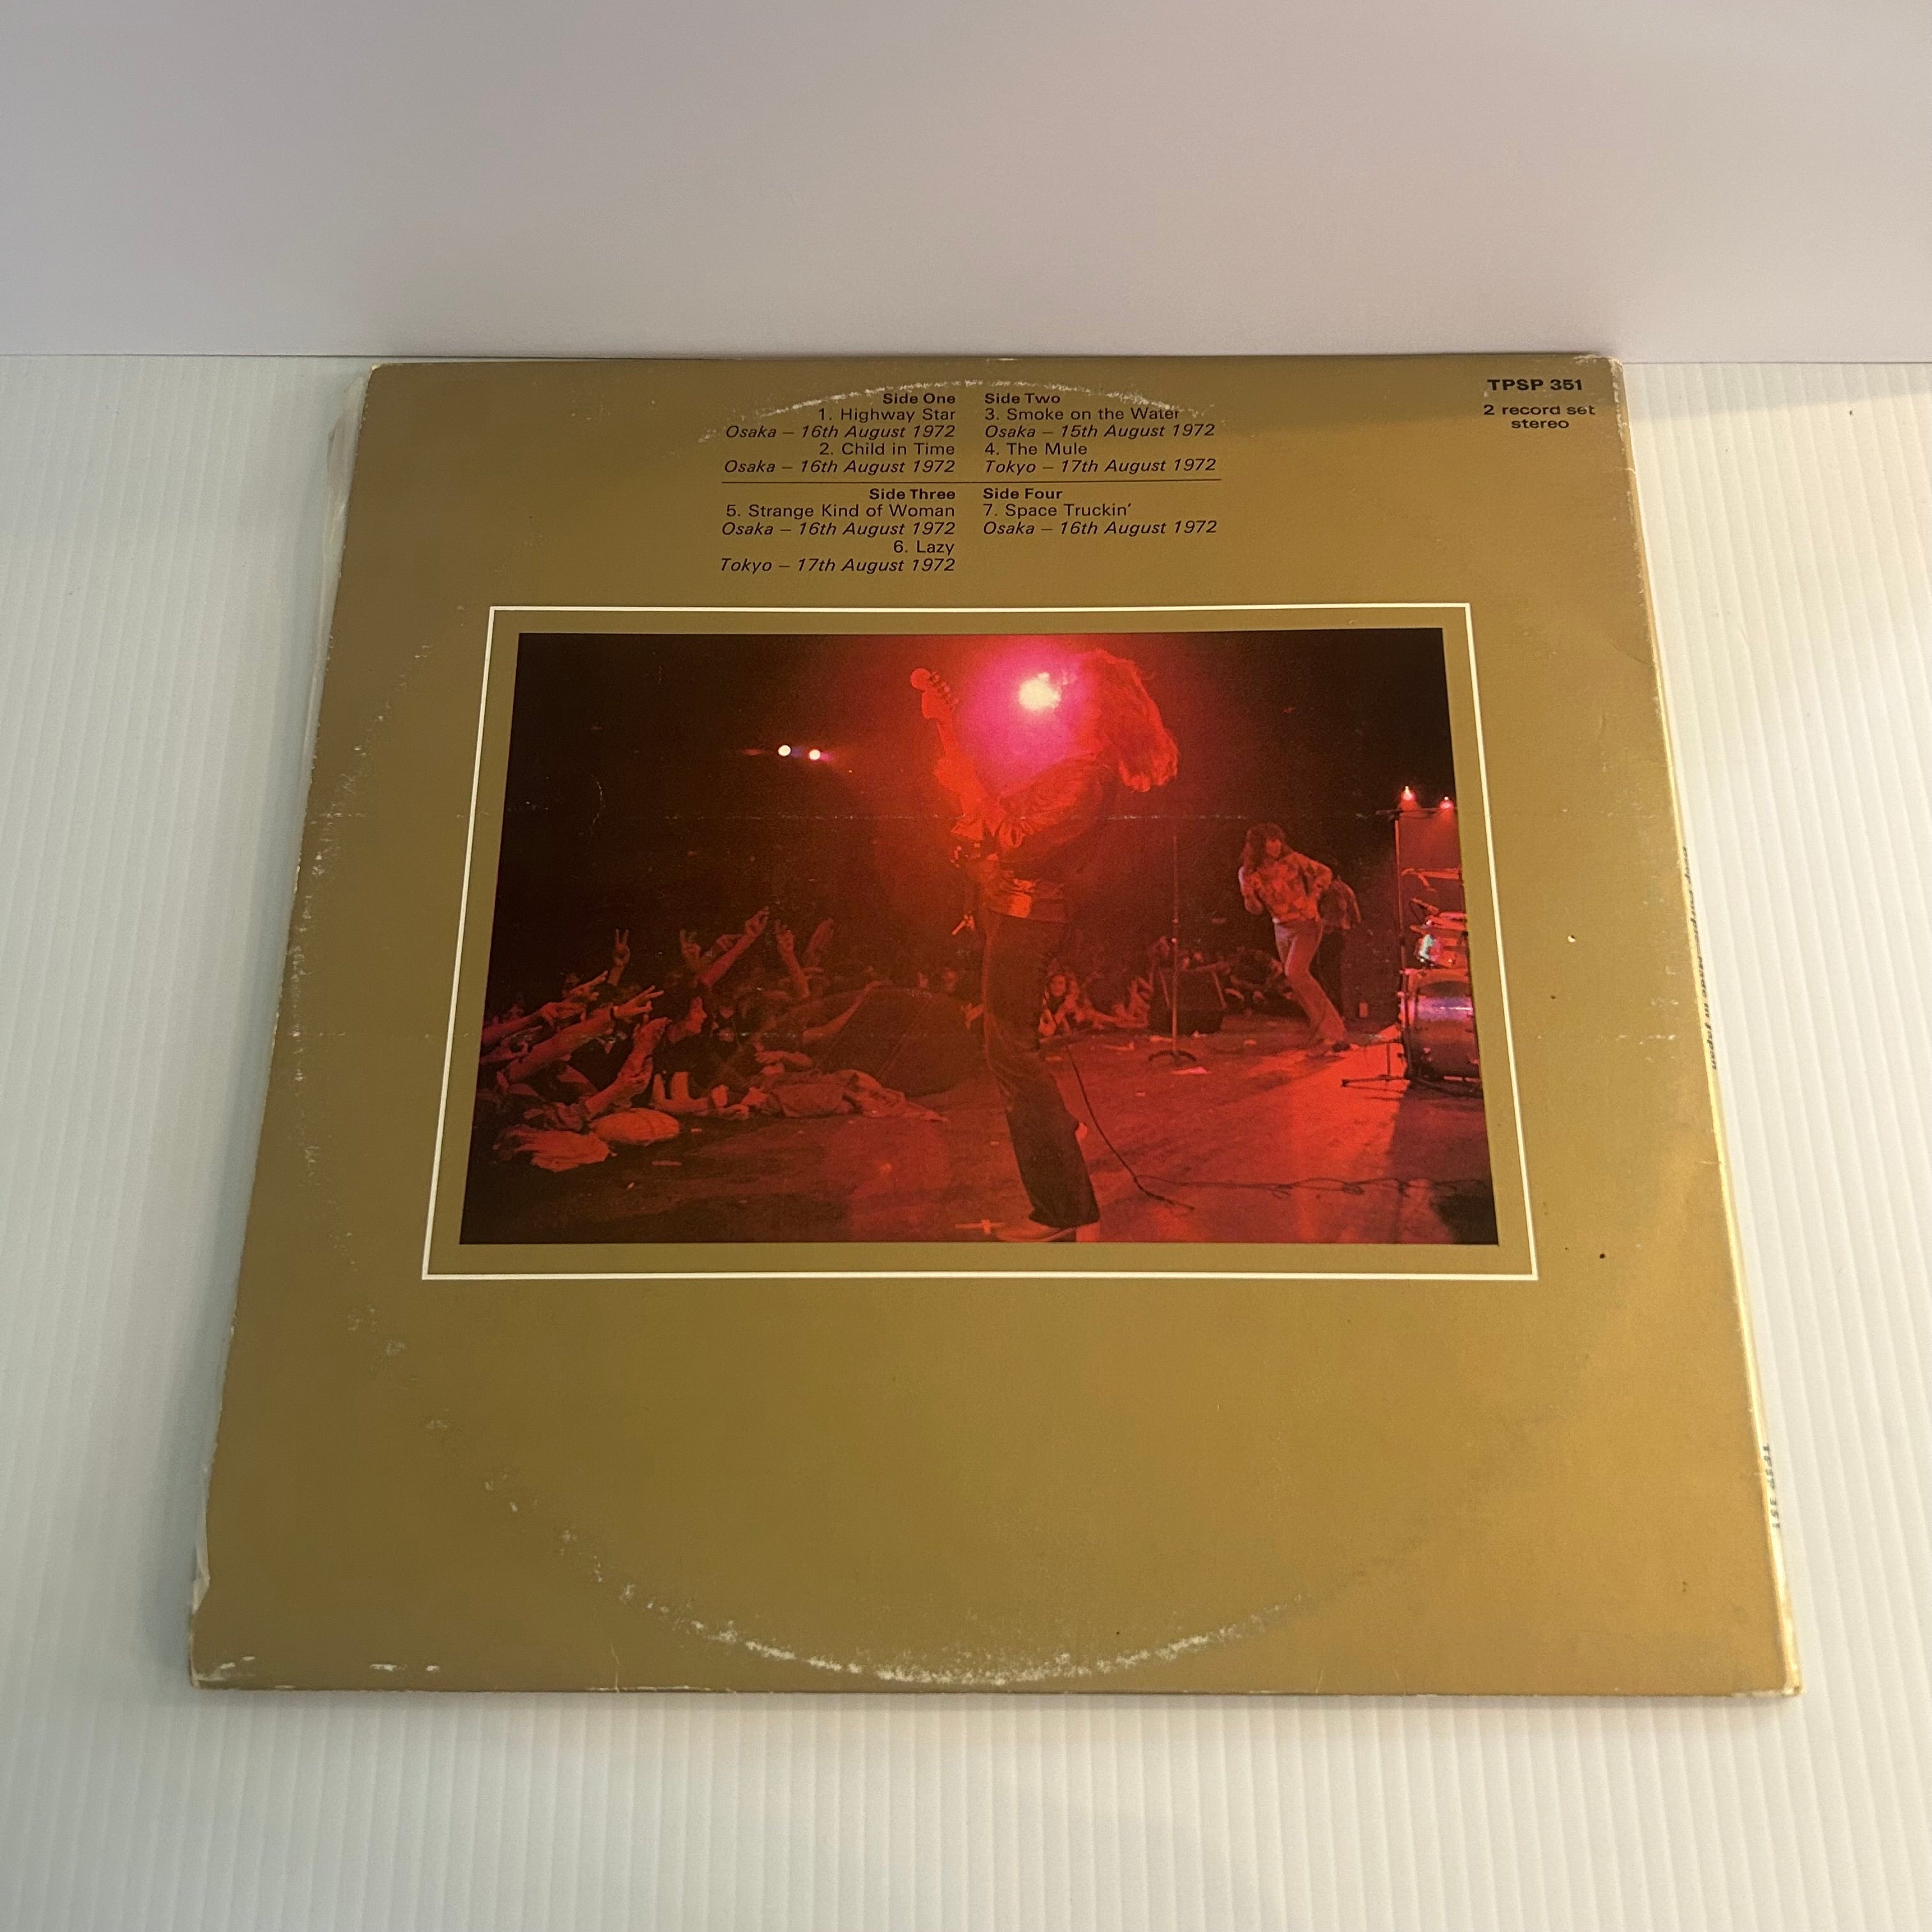 Side One
1. Highway Star
Osaka – 16th August 1972
2. Child in Time
Osaka – 16th August 1972
Side Two
3. Smoke on the Water
Osaka – 15th August 1972
4. The Mule
Tokyo – 17th August 1972
Side Three
5. Strange Kind of Woman
Osaka – 16th August 1972
6. Lazy
Tokyo – 17th August 1972
Side Four
7. Space Truckin'
Osaka – 16th August 1972
TPSP 351
2 record set
stereo
TPSP 351